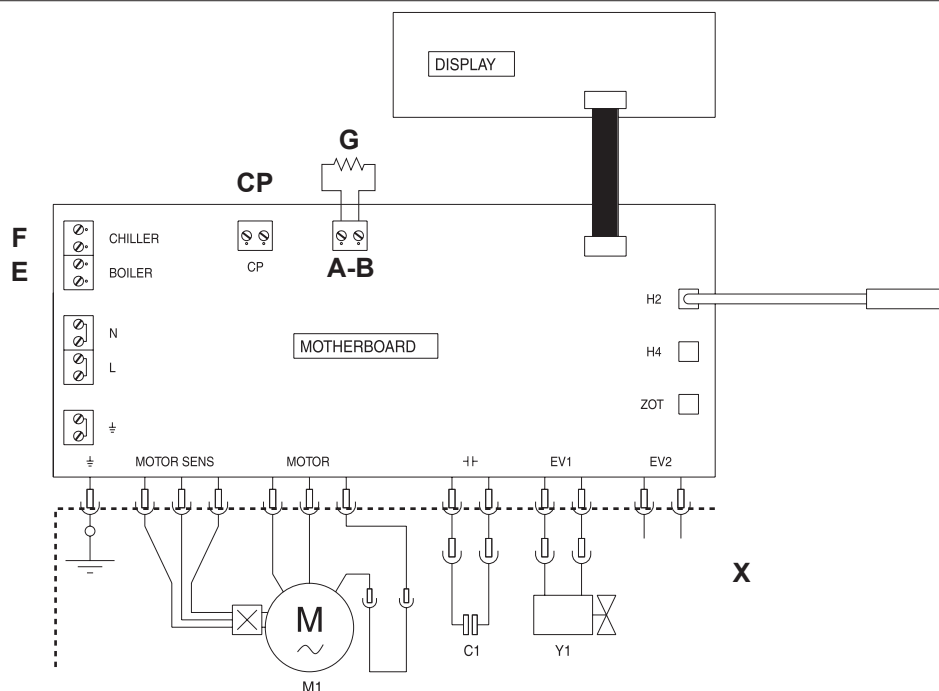 DISPLAY
G
CP
F
CHILLER
E
BOILER
CP
A-B
H2
N
MOTHERBOARD
H4
L
ZOT
MOTOR SENS
MOTOR
EV1
EV2
X
M
C1
Y1
M1